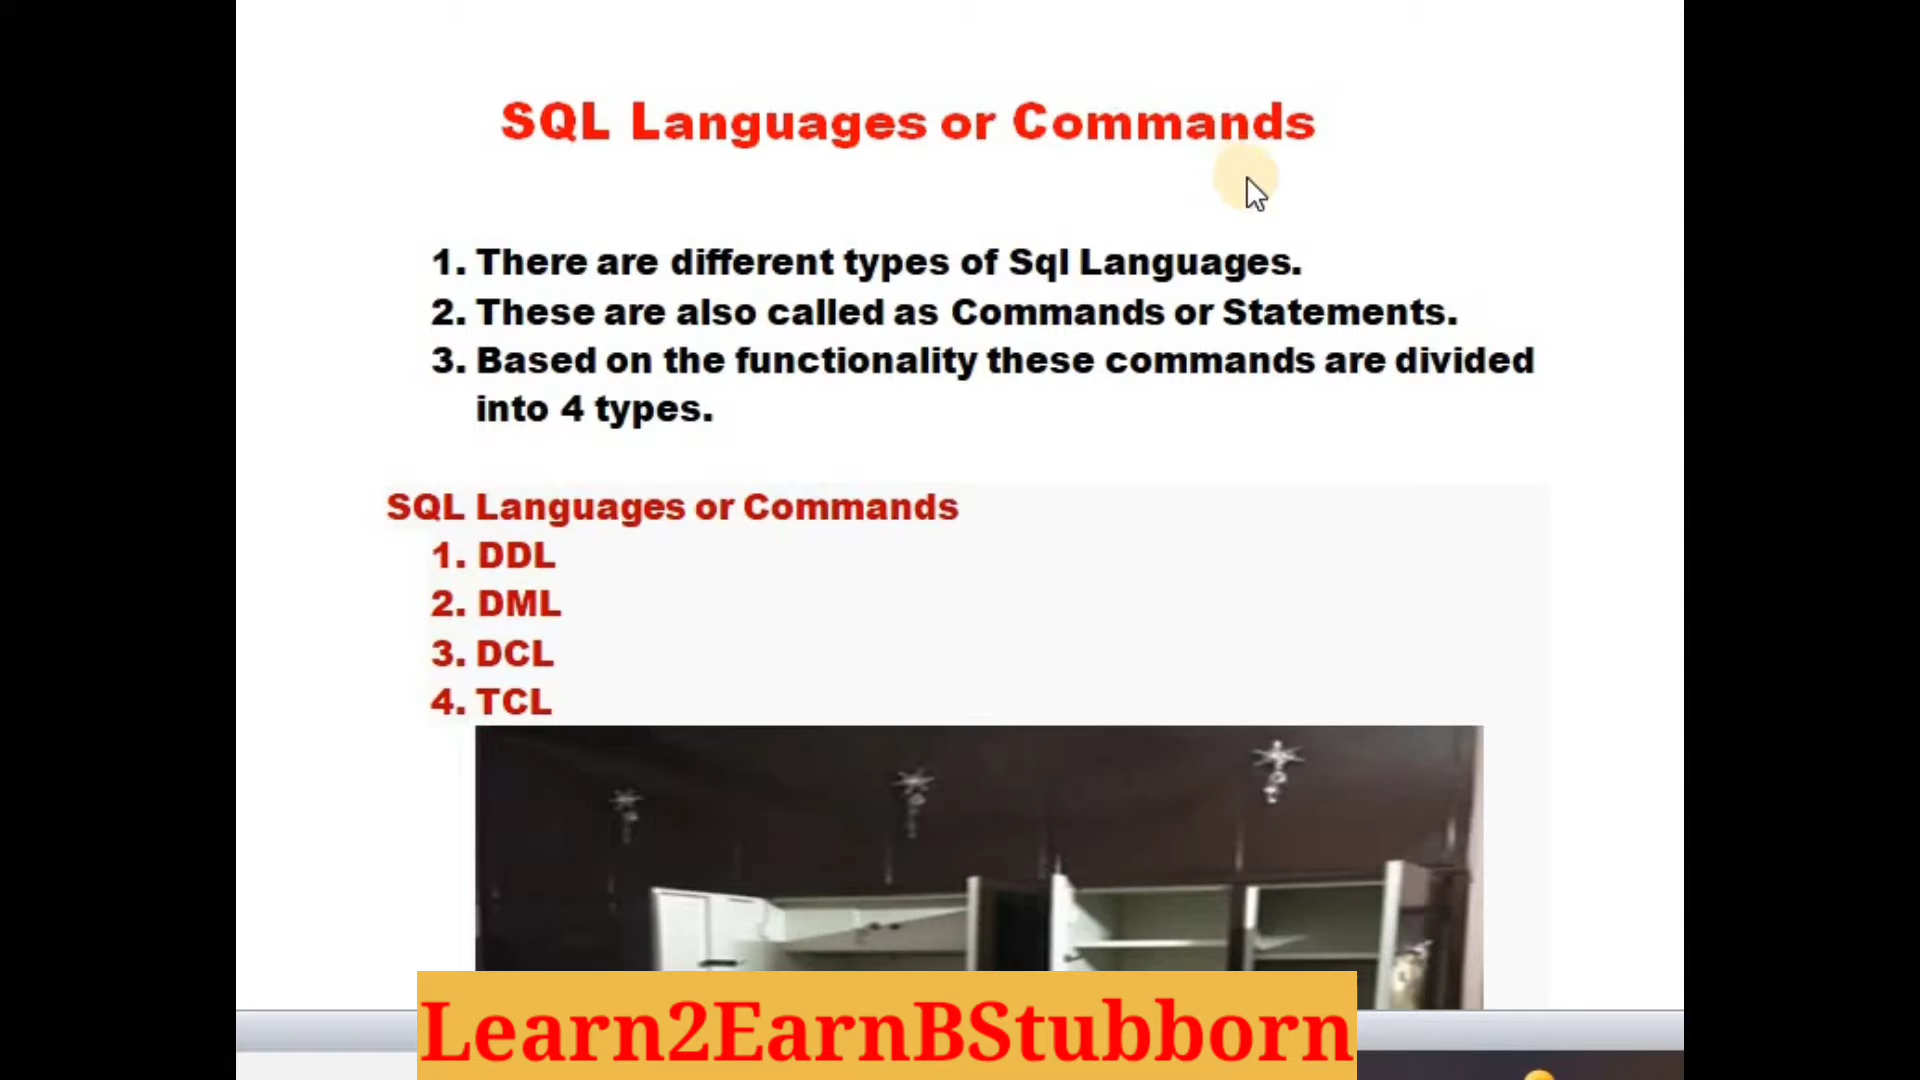 SQL Languages or Commands
1. There are different types of Sql Languages.
2. These are also called as Commands or Statements.
3. Based on the functionality these commands are divided
into 4 types.
SQL Languages or Commands
1. DDL
2. DML
3. DCL
4. TCL
Learn2EarnBStubborn